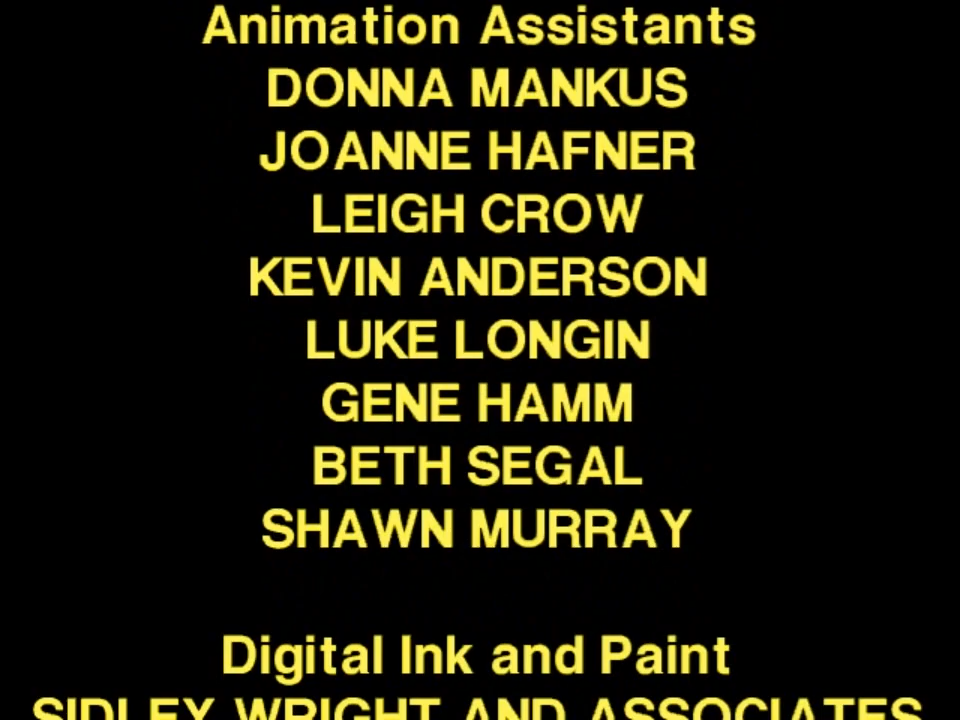 Animation Assistants
DONNA MANKUS
JOANNE HAFNER
LEIGH CROW
KEVIN ANDERSON
LUKE LONGIN
GENE HAMM
BETH SEGAL
SHAWN MURRAY
Digital Ink and Paint
SIDLEY WRIGHT AND ASSOCIATES